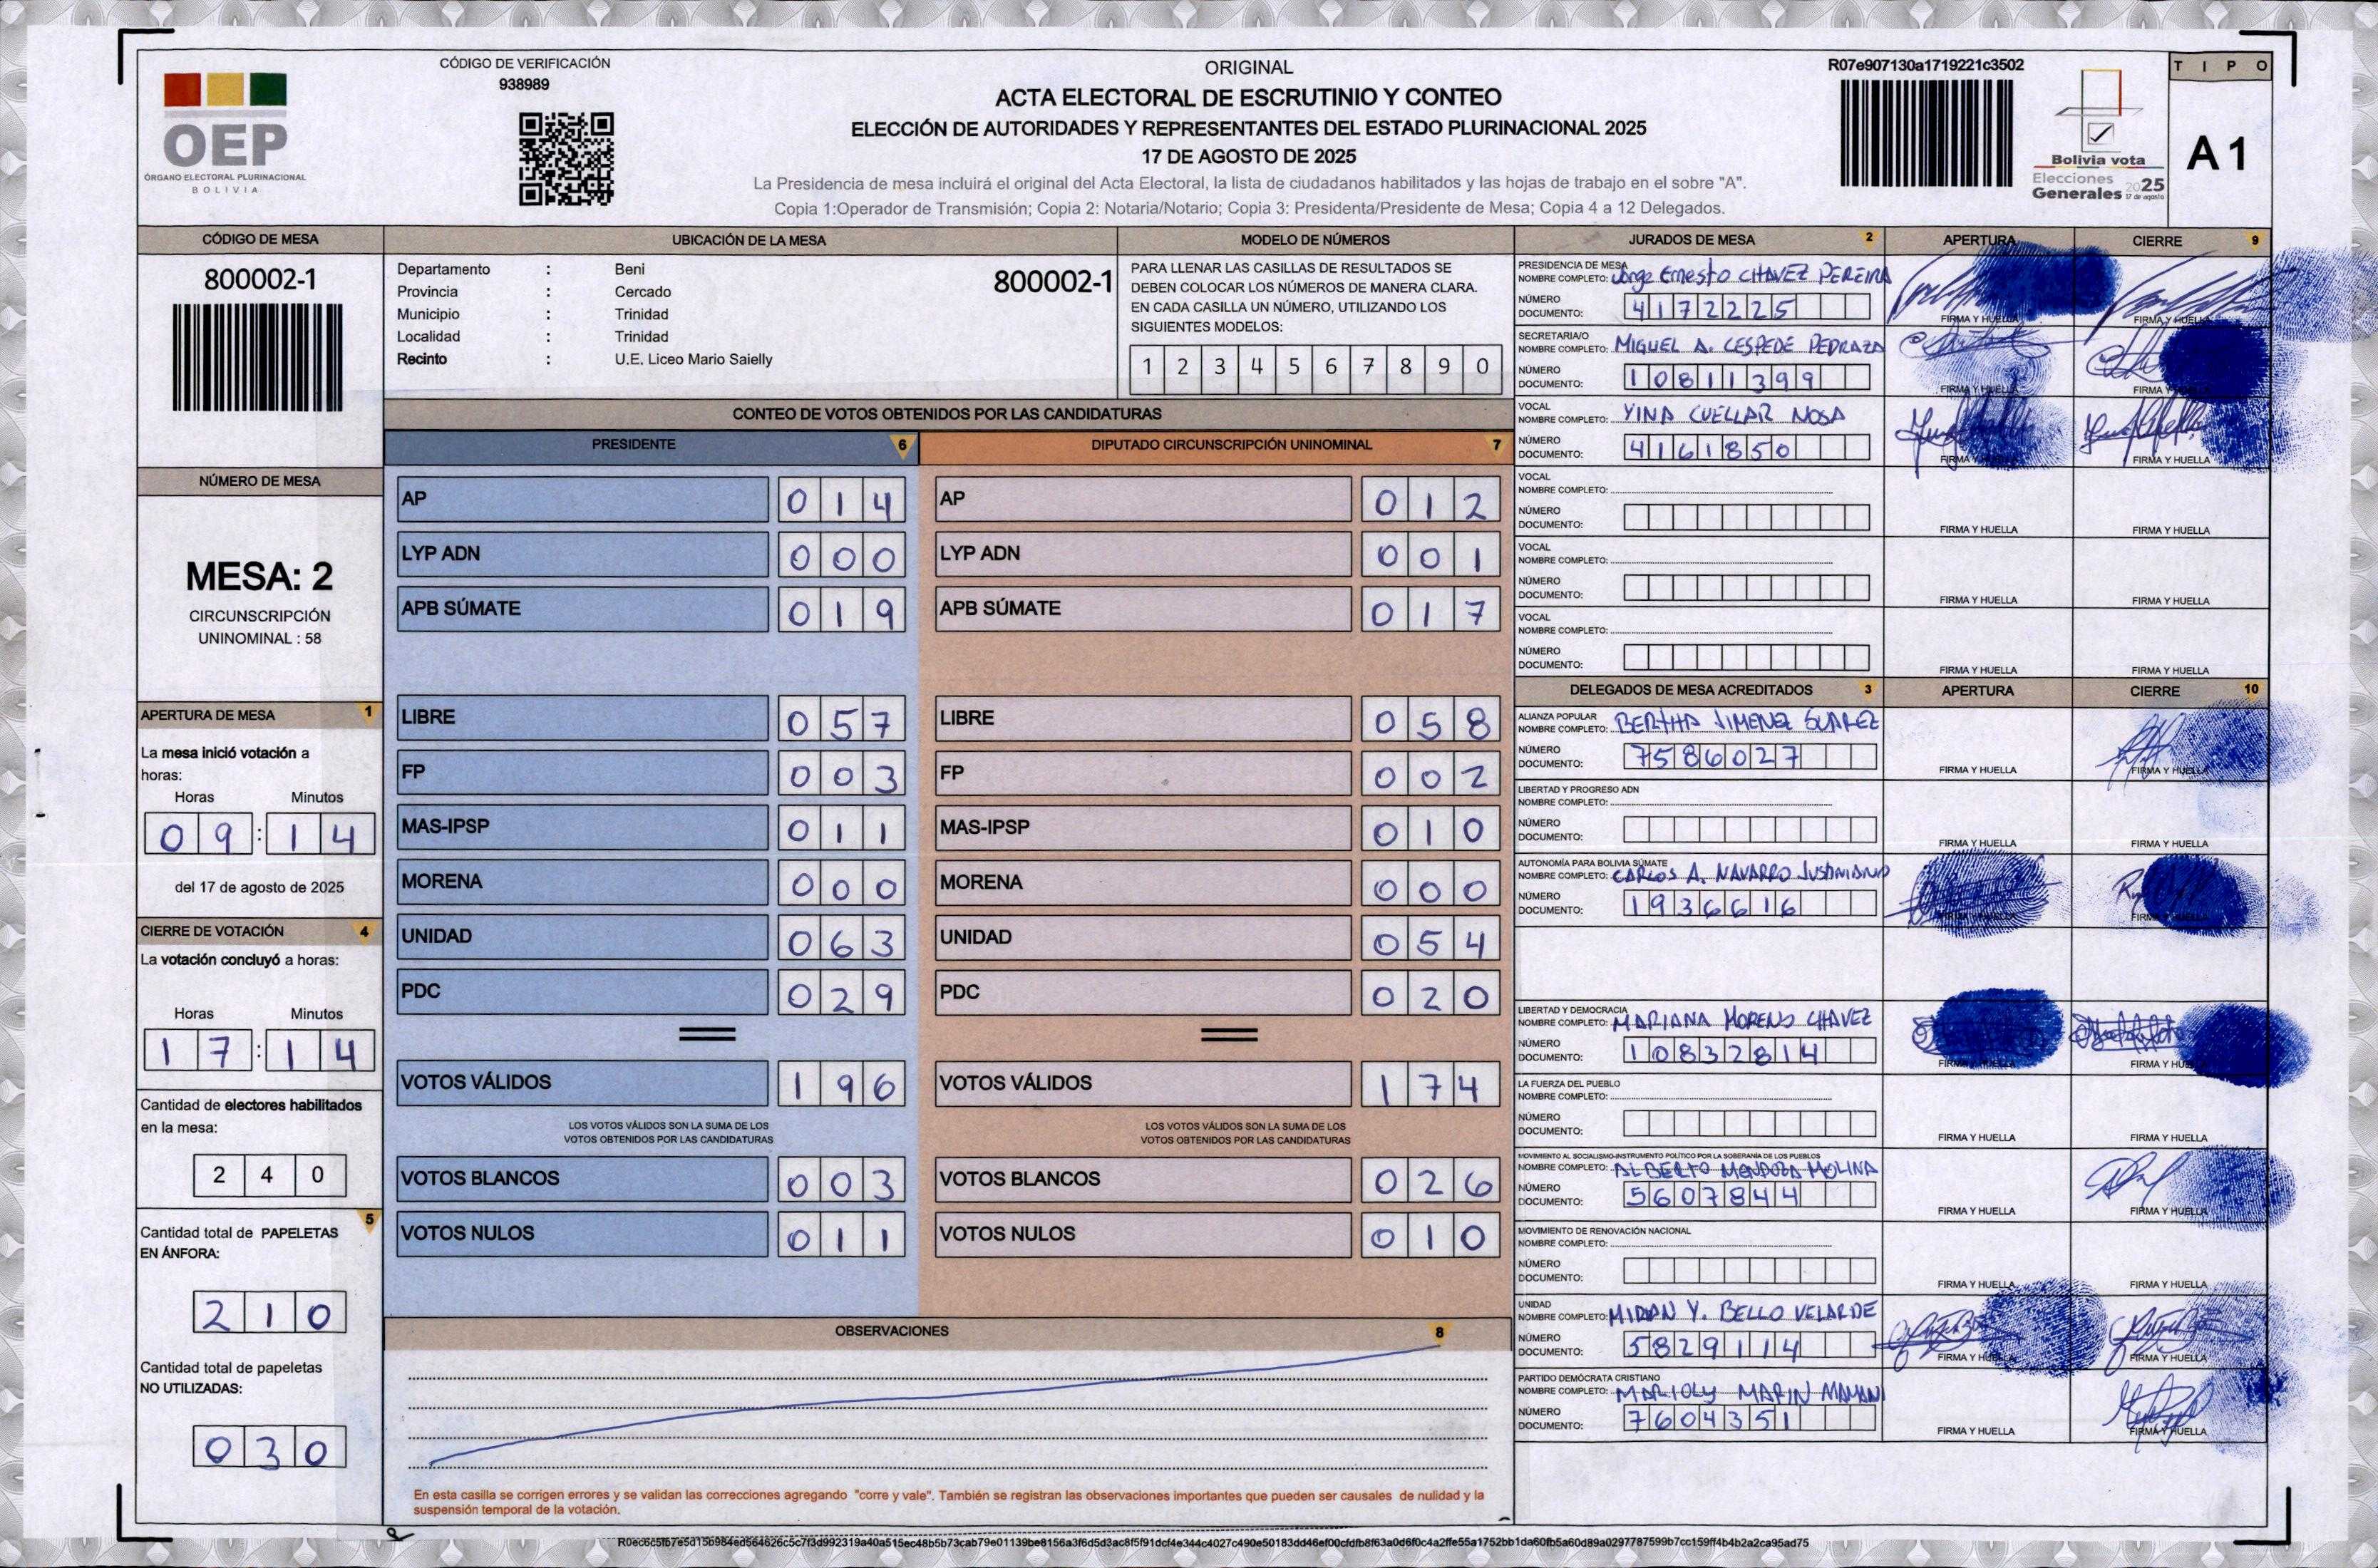 CÓDIGO DE VERIFICACIÓN
938989
OEP
ÓRGANO ELECTORAL PLURINACIONAL
BOLIVIA
ORIGINAL
ACTA ELECTORAL DE ESCRUTINIO Y CONTEO
ELECCIÓN DE AUTORIDADES Y REPRESENTANTES DEL ESTADO PLURINACIONAL 2025
17 DE AGOSTO DE 2025
La Presidencia de mesa incluirá el original del Acta Electoral, la lista de ciudadanos habilitados y las hojas de trabajo en el sobre "A".
Copia 1:Operador de Transmisión; Copia 2: Notaria/Notario; Copia 3: Presidenta/Presidente de Mesa; Copia 4 a 12 Delegados.
R07e907130a1719221c3502
Bolivia vota
Elecciones
Generales 2025
17 de agosto
TIPO
A 1
CÓDIGO DE MESA
800002-1
NÚMERO DE MESA
MESA: 2
CIRCUNSCRIPCIÓN
UNINOMINAL : 58
APERTURA DE MESA 1
La mesa inició votación a
horas:
Horas Minutos
09:14
del 17 de agosto de 2025
CIERRE DE VOTACIÓN 4
La votación concluyó a horas:
Horas Minutos
17:14
Cantidad de electores habilitados
en la mesa:
240
5
Cantidad total de PAPELETAS
EN ÁNFORA:
210
Cantidad total de papeletas
NO UTILIZADAS:
030
UBICACIÓN DE LA MESA
Departamento : Beni
800002-1
Provincia : Cercado
Municipio : Trinidad
Localidad : Trinidad
Recinto : U.E. Liceo Mario Saielly
MODELO DE NÚMEROS
PARA LLENAR LAS CASILLAS DE RESULTADOS SE
DEBEN COLOCAR LOS NÚMEROS DE MANERA CLARA.
EN CADA CASILLA UN NÚMERO, UTILIZANDO LOS
SIGUIENTES MODELOS:
1 2 3 4 5 6 7 8 9 0
CONTEO DE VOTOS OBTENIDOS POR LAS CANDIDATURAS
PRESIDENTE 6
DIPUTADO CIRCUNSCRIPCIÓN UNINOMINAL 7
AP 014 AP 012
LYP ADN 000 LYP ADN 001
APB SÚMATE 019 APB SÚMATE 017
LIBRE 057 LIBRE 058
FP 003 FP 002
MAS-IPSP 011 MAS-IPSP 010
MORENA 000 MORENA 000
UNIDAD 063 UNIDAD 054
PDC 029 PDC 020
VOTOS VÁLIDOS 196 VOTOS VÁLIDOS 174
LOS VOTOS VÁLIDOS SON LA SUMA DE LOS
VOTOS OBTENIDOS POR LAS CANDIDATURAS
LOS VOTOS VÁLIDOS SON LA SUMA DE LOS
VOTOS OBTENIDOS POR LAS CANDIDATURAS
VOTOS BLANCOS 003 VOTOS BLANCOS 026
VOTOS NULOS 011 VOTOS NULOS 010
OBSERVACIONES 8
En esta casilla se corrigen errores y se validan las correcciones agregando "corre y vale". También se registran las observaciones importantes que pueden ser causales de nulidad y la
suspensión temporal de la votación.
JURADOS DE MESA 2 APERTURA CIERRE 9
PRESIDENCIA DE MESA
NOMBRE COMPLETO: Jorge Ernesto CHAVEZ PEREIRA
NÚMERO
DOCUMENTO: 4172225
FIRMA Y HUELLA FIRMA Y HUELLA
SECRETARIA/O
NOMBRE COMPLETO: MIGUEL A. CESPEDE PEDRAZA
NÚMERO
DOCUMENTO: 10811399
FIRMA Y HUELLA FIRMA Y
VOCAL
NOMBRE COMPLETO: YINA CUELLAR NOSA
NÚMERO
DOCUMENTO: 4161850
FIRMA Y FIRMA Y HUELLA
VOCAL
NOMBRE COMPLETO:
NÚMERO
DOCUMENTO:
FIRMA Y HUELLA FIRMA Y HUELLA
VOCAL
NOMBRE COMPLETO:
NÚMERO
DOCUMENTO:
FIRMA Y HUELLA FIRMA Y HUELLA
VOCAL
NOMBRE COMPLETO:
NÚMERO
DOCUMENTO:
FIRMA Y HUELLA FIRMA Y HUELLA
DELEGADOS DE MESA ACREDITADOS 3 APERTURA CIERRE 10
ALIANZA POPULAR
NOMBRE COMPLETO: BERTHA JIMENEZ SUAREZ
NÚMERO
DOCUMENTO: 7586027
FIRMA Y HUELLA FIRMA Y HUELLA
LIBERTAD Y PROGRESO ADN
NOMBRE COMPLETO:
NÚMERO
DOCUMENTO:
FIRMA Y HUELLA FIRMA Y HUELLA
AUTONOMÍA PARA BOLIVIA SÚMATE
NOMBRE COMPLETO: CARLOS A. NAVARRO JUSTINIANO
NÚMERO
DOCUMENTO: 1936616
FIRMA Y HUELLA FIRMA
LIBERTAD Y DEMOCRACIA
NOMBRE COMPLETO: MARIANA MORENO CHAVEZ
NÚMERO
DOCUMENTO: 10832814
FIRMA Y HUELLA FIRMA Y HUELLA
LA FUERZA DEL PUEBLO
NOMBRE COMPLETO:
NÚMERO
DOCUMENTO:
FIRMA Y HUELLA FIRMA Y HUELLA
MOVIMIENTO AL SOCIALISMO-INSTRUMENTO POLÍTICO POR LA SOBERANÍA DE LOS PUEBLOS
NOMBRE COMPLETO: ALBERTO MENDOZA MOLINA
NÚMERO
DOCUMENTO: 5607844
FIRMA Y HUELLA FIRMA Y HUELLA
MOVIMIENTO DE RENOVACIÓN NACIONAL
NOMBRE COMPLETO:
NÚMERO
DOCUMENTO:
FIRMA Y HUELLA FIRMA Y HUELLA
UNIDAD
NOMBRE COMPLETO: MIRIAN Y. BELLO VELARDE
NÚMERO
DOCUMENTO: 5829114
FIRMA Y HUELLA FIRMA Y HUELLA
PARTIDO DEMÓCRATA CRISTIANO
NOMBRE COMPLETO: MARIOLY MARIN MAMANI
NÚMERO
DOCUMENTO: 7604351
FIRMA Y HUELLA FIRMA Y HUELLA